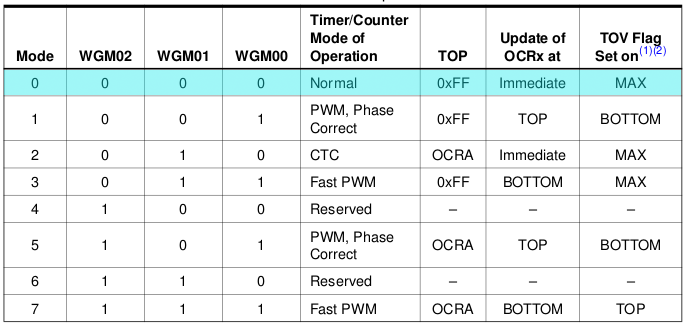 Mode WGM02 WGM01 WGM00 Timer/Counter Mode of Operation TOP Update of OCRx at TOV Flag Set on(1)(2)
0 0 0 0 Normal 0xFF Immediate MAX
1 0 0 1 PWM, Phase Correct 0xFF TOP BOTTOM
2 0 1 0 CTC OCRA Immediate MAX
3 0 1 1 Fast PWM 0xFF BOTTOM MAX
4 1 0 0 Reserved – – –
5 1 0 1 PWM, Phase Correct OCRA TOP BOTTOM
6 1 1 0 Reserved – – –
7 1 1 1 Fast PWM OCRA BOTTOM TOP